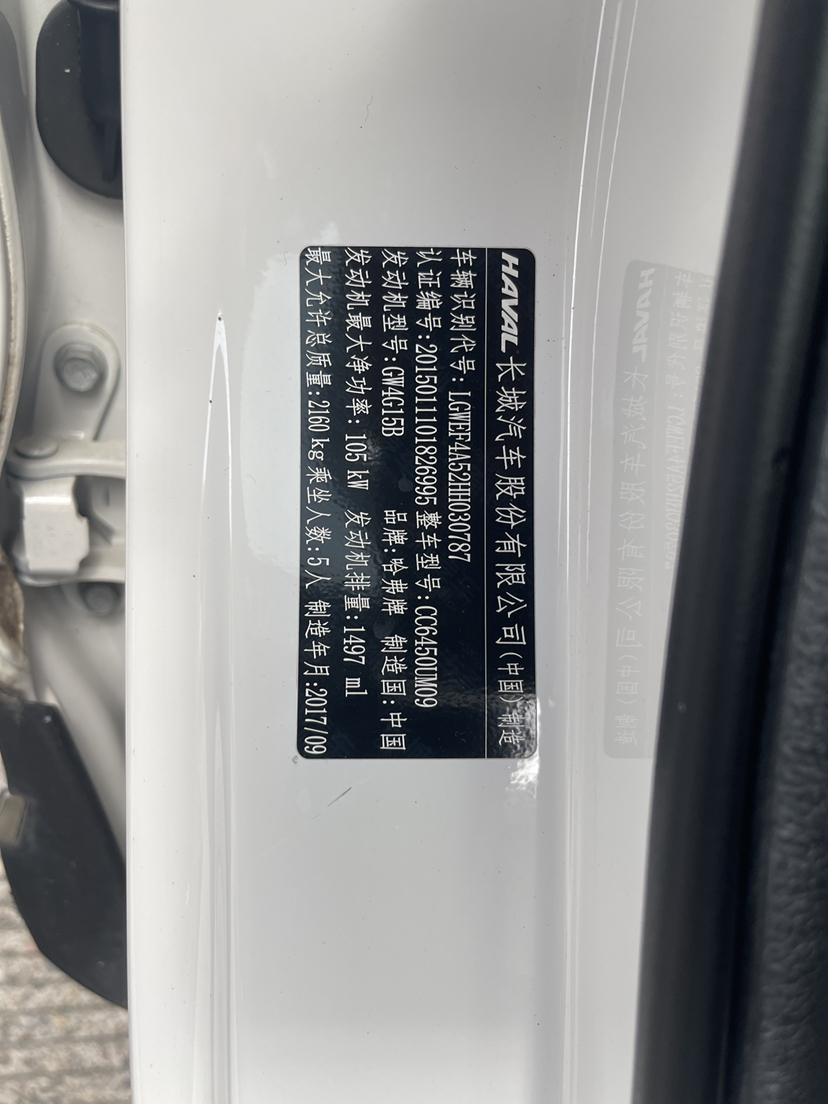 HAVAL 长城汽车股份有限公司(中国) 制造
车辆识别代号: LGWEF4A52HH030787
认证编号:2015011101826995 整车型号:CC6450UM09
发动机型号:GW4G15B 品牌:哈弗牌 制造国:中国
发动机最大净功率:105 kW 发动机排量:1497 ml
最大允许总质量:2160 kg 乘坐人数:5人 制造年月:2017/09